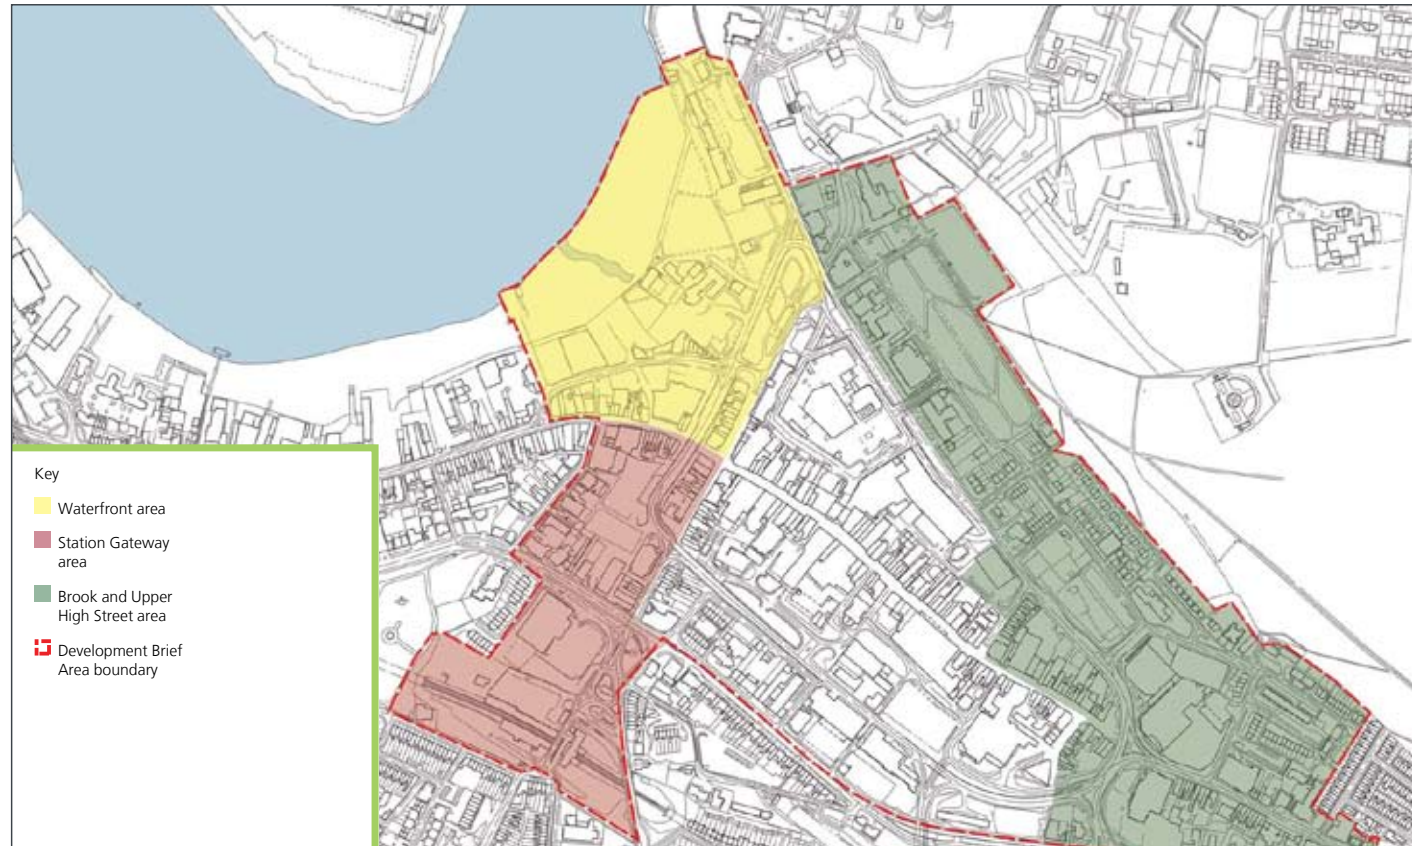 Key
Waterfront area
Station Gateway
area
Brook and Upper
High Street area
Development Brief
Area boundary